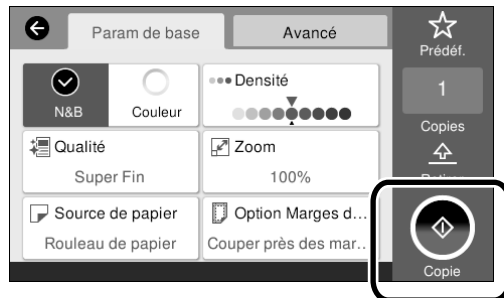 Param de base
Avancé
Prédéf.
N&B
Couleur
Densité
1
Copies
Qualité
Super Fin
Zoom
100%
Source de papier
Rouleau de papier
Option Marges d...
Couper près des mar...
Copie